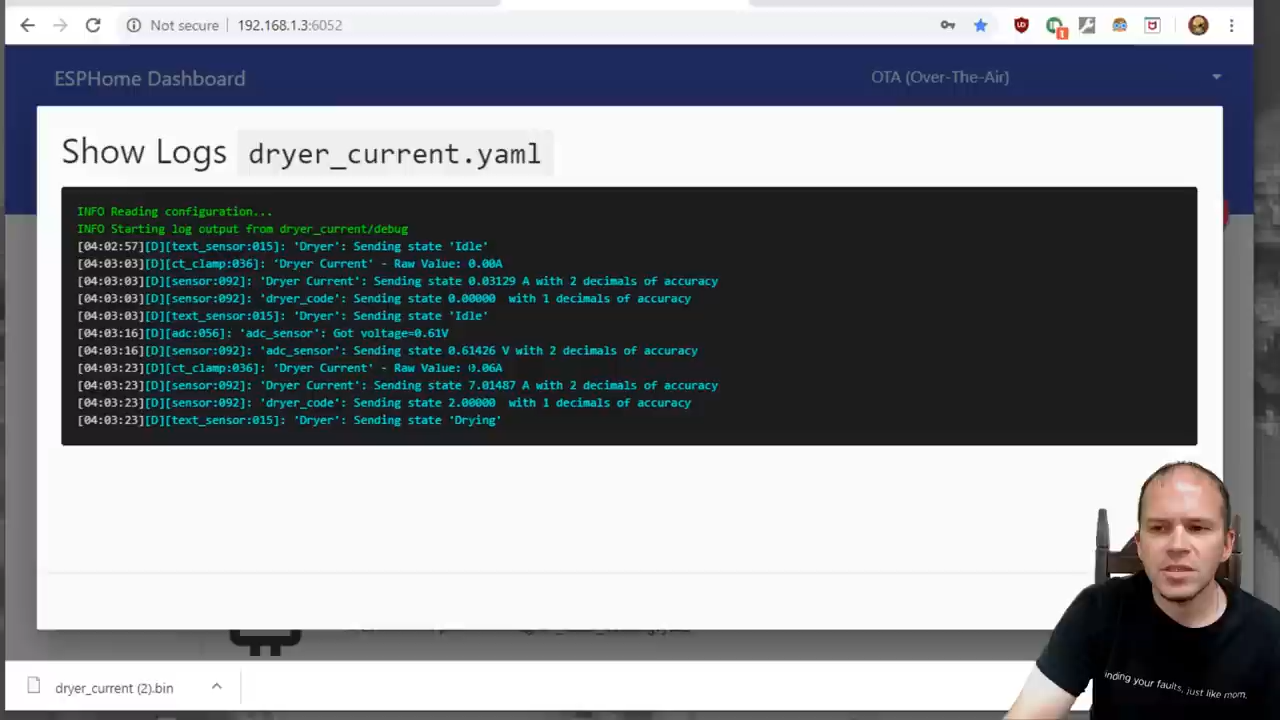 Not secure
192.168.1.3:6052
ESPHome Dashboard
OTA (Over-The-Air)
Show Logs dryer_current.yaml
INFO Reading configuration...
INFO Starting log output from dryer_current/debug
[04:02:57][D][text_sensor:015]: 'Dryer': Sending state 'Idle'
[04:03:03][D][ct_clamp:036]: 'Dryer Current' - Raw Value: 0.00A
[04:03:03][D][sensor:092]: 'Dryer Current': Sending state 0.03129 A with 2 decimals of accuracy
[04:03:03][D][sensor:092]: 'dryer_code': Sending state 0.00000  with 1 decimals of accuracy
[04:03:03][D][text_sensor:015]: 'Dryer': Sending state 'Idle'
[04:03:16][D][adc:056]: 'adc_sensor': Got voltage=0.61V
[04:03:16][D][sensor:092]: 'adc_sensor': Sending state 0.61426 V with 2 decimals of accuracy
[04:03:23][D][ct_clamp:036]: 'Dryer Current' - Raw Value: 0.06A
[04:03:23][D][sensor:092]: 'Dryer Current': Sending state 7.01487 A with 2 decimals of accuracy
[04:03:23][D][sensor:092]: 'dryer_code': Sending state 2.00000  with 1 decimals of accuracy
[04:03:23][D][text_sensor:015]: 'Dryer': Sending state 'Drying'
dryer_current (2).bin
inding your faults, just like mom.